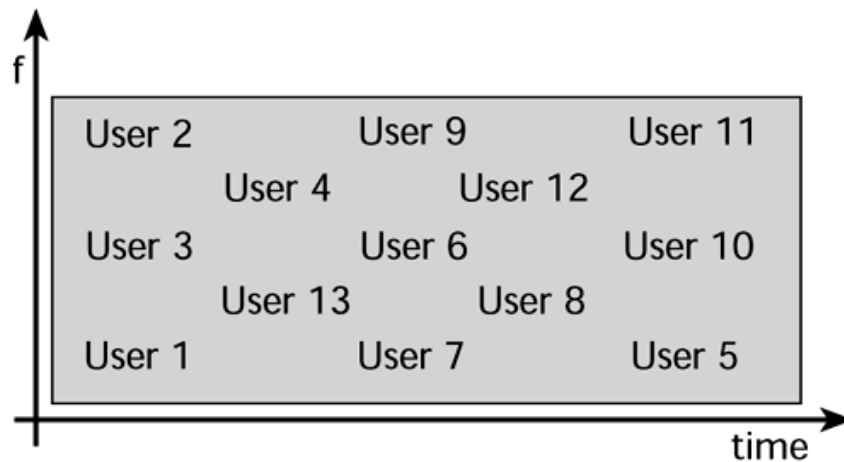 f
User 2 User 9 User 11
User 4 User 12
User 3 User 6 User 10
User 13 User 8
User 1 User 7 User 5
time